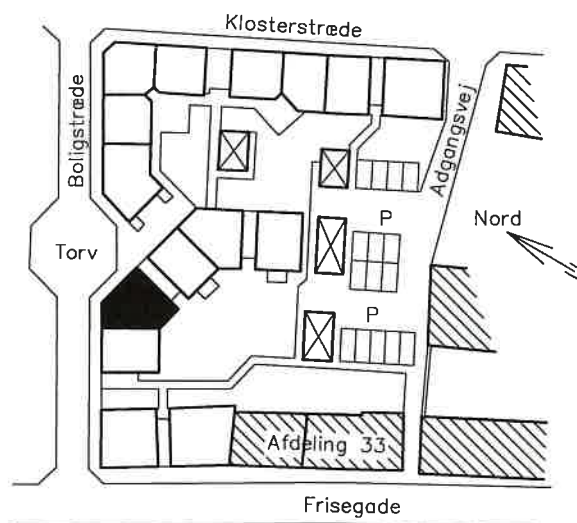 Klosterstræde
Boligstræde
Adgangsvej
P
Nord
Torv
P
Afdeling 33
Frisegade